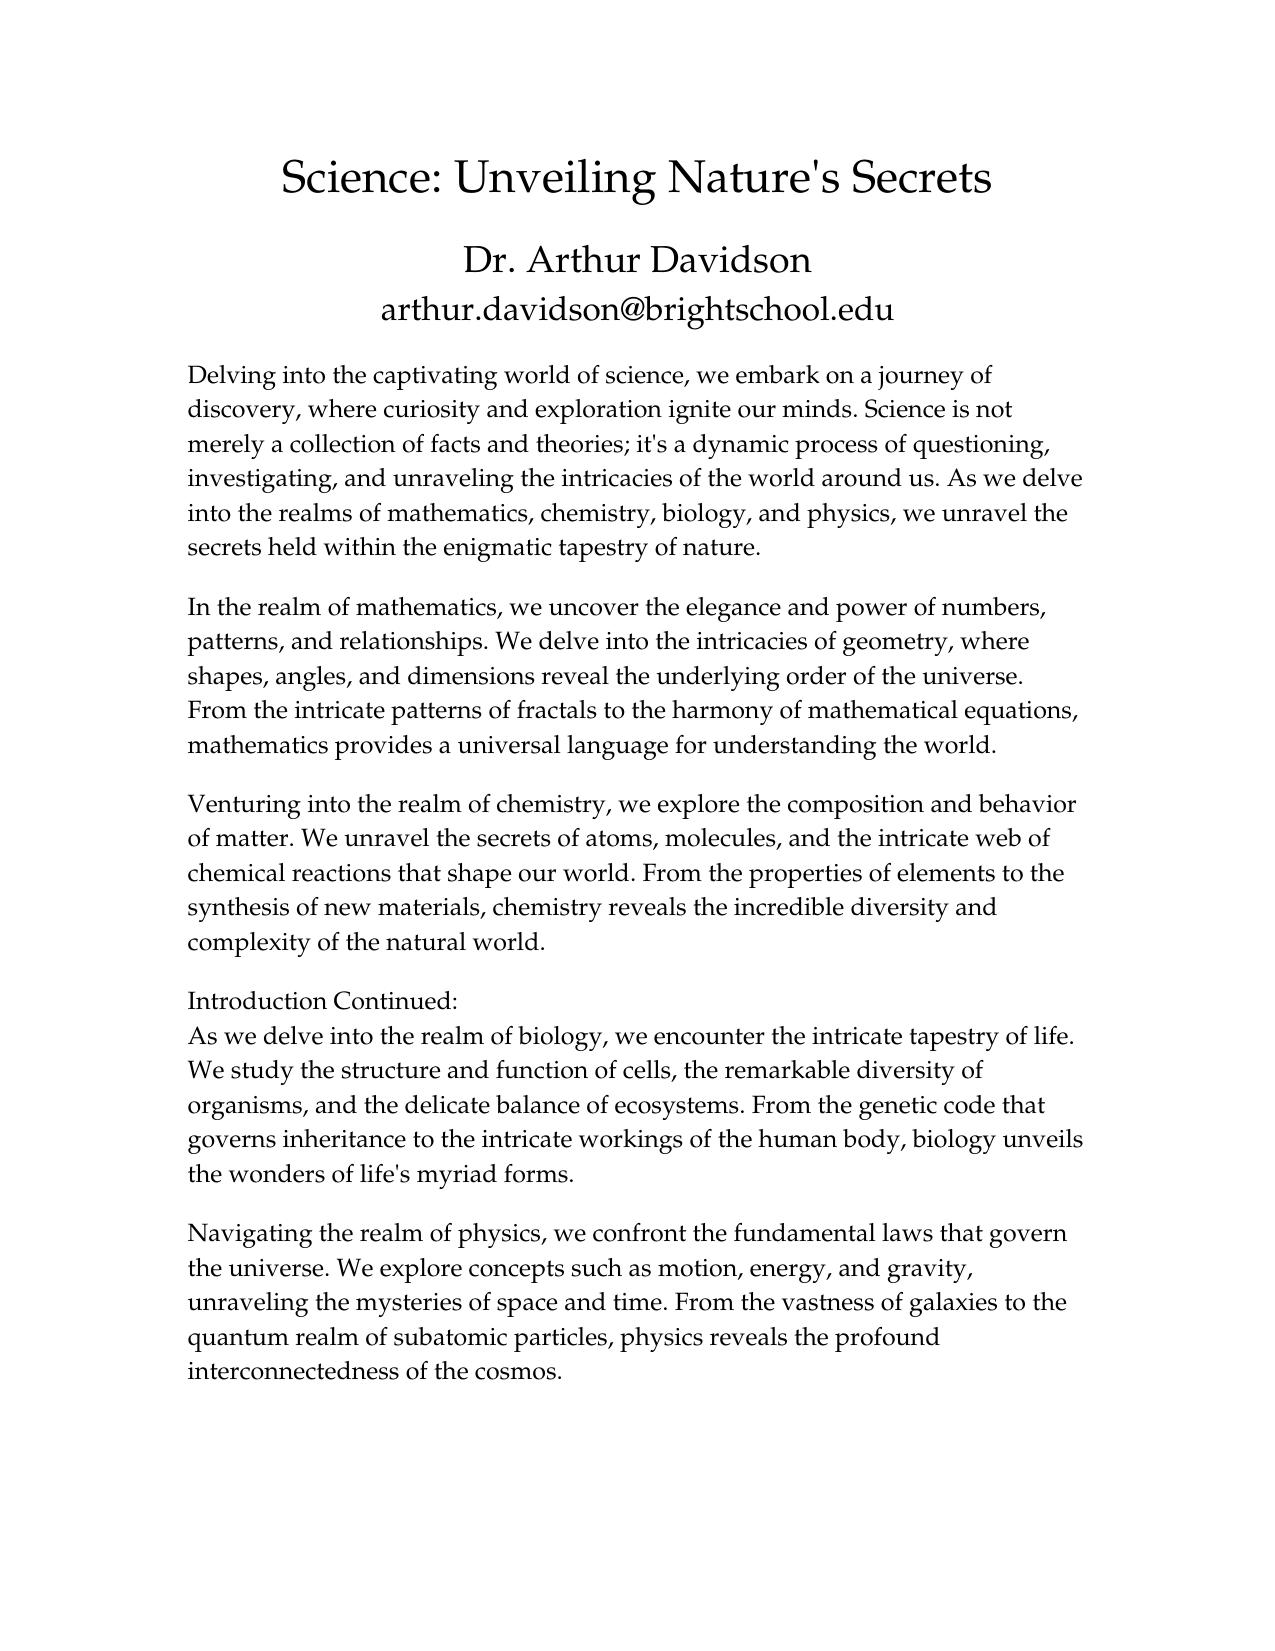 Science: Unveiling Nature's Secrets
Dr. Arthur Davidson
arthur.davidson@brightschool.edu
Delving into the captivating world of science, we embark on a journey of
discovery, where curiosity and exploration ignite our minds. Science is not
merely a collection of facts and theories; it's a dynamic process of questioning,
investigating, and unraveling the intricacies of the world around us. As we delve
into the realms of mathematics, chemistry, biology, and physics, we unravel the
secrets held within the enigmatic tapestry of nature.
In the realm of mathematics, we uncover the elegance and power of numbers,
patterns, and relationships. We delve into the intricacies of geometry, where
shapes, angles, and dimensions reveal the underlying order of the universe.
From the intricate patterns of fractals to the harmony of mathematical equations,
mathematics provides a universal language for understanding the world.
Venturing into the realm of chemistry, we explore the composition and behavior
of matter. We unravel the secrets of atoms, molecules, and the intricate web of
chemical reactions that shape our world. From the properties of elements to the
synthesis of new materials, chemistry reveals the incredible diversity and
complexity of the natural world.
Introduction Continued:
As we delve into the realm of biology, we encounter the intricate tapestry of life.
We study the structure and function of cells, the remarkable diversity of
organisms, and the delicate balance of ecosystems. From the genetic code that
governs inheritance to the intricate workings of the human body, biology unveils
the wonders of life's myriad forms.
Navigating the realm of physics, we confront the fundamental laws that govern
the universe. We explore concepts such as motion, energy, and gravity,
unraveling the mysteries of space and time. From the vastness of galaxies to the
quantum realm of subatomic particles, physics reveals the profound
interconnectedness of the cosmos.